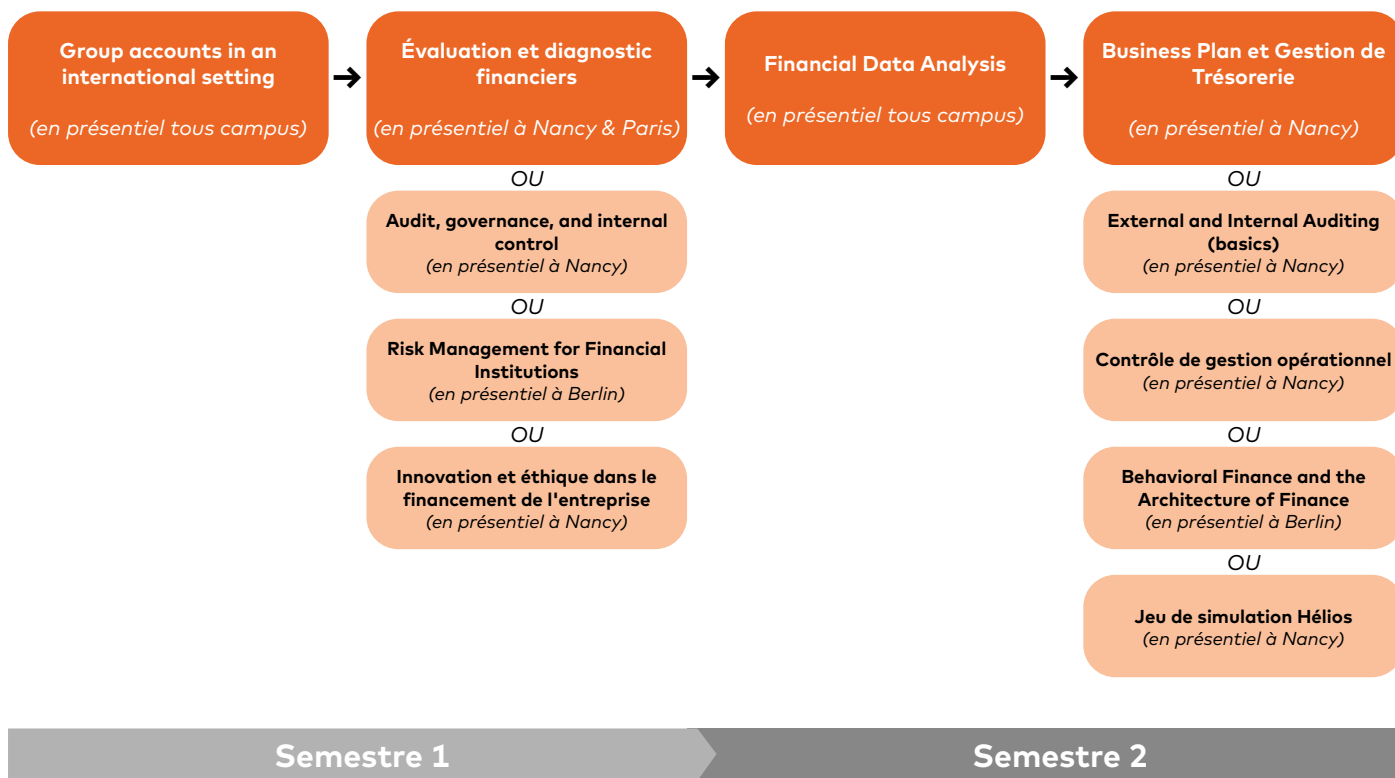 Group accounts in an
international setting
(en présentiel tous campus)
→
Évaluation et diagnostic
financiers
(en présentiel à Nancy & Paris)
OU
Audit, governance, and internal
control
(en présentiel à Nancy)
OU
Risk Management for Financial
Institutions
(en présentiel à Berlin)
OU
Innovation et éthique dans le
financement de l'entreprise
(en présentiel à Nancy)
→
Financial Data Analysis
(en présentiel tous campus)
→
Business Plan et Gestion de
Trésorerie
(en présentiel à Nancy)
OU
External and Internal Auditing
(basics)
(en présentiel à Nancy)
OU
Contrôle de gestion opérationnel
(en présentiel à Nancy)
OU
Behavioral Finance and the
Architecture of Finance
(en présentiel à Berlin)
OU
Jeu de simulation Hélios
(en présentiel à Nancy)
Semestre 1
Semestre 2